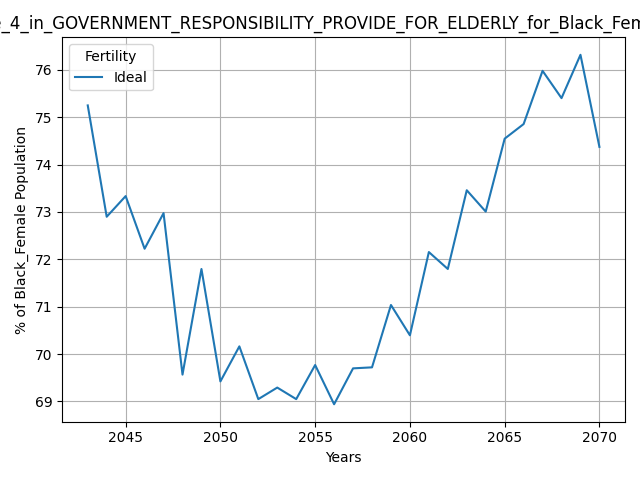 _4_in_GOVERNMENT_RESPONSIBILITY_PROVIDE_FOR_ELDERLY_for_Black_Fem
Fertility
Ideal
% of Black_Female Population
76
75
74
73
72
71
70
69
2045 2050 2055 2060 2065 2070
Years